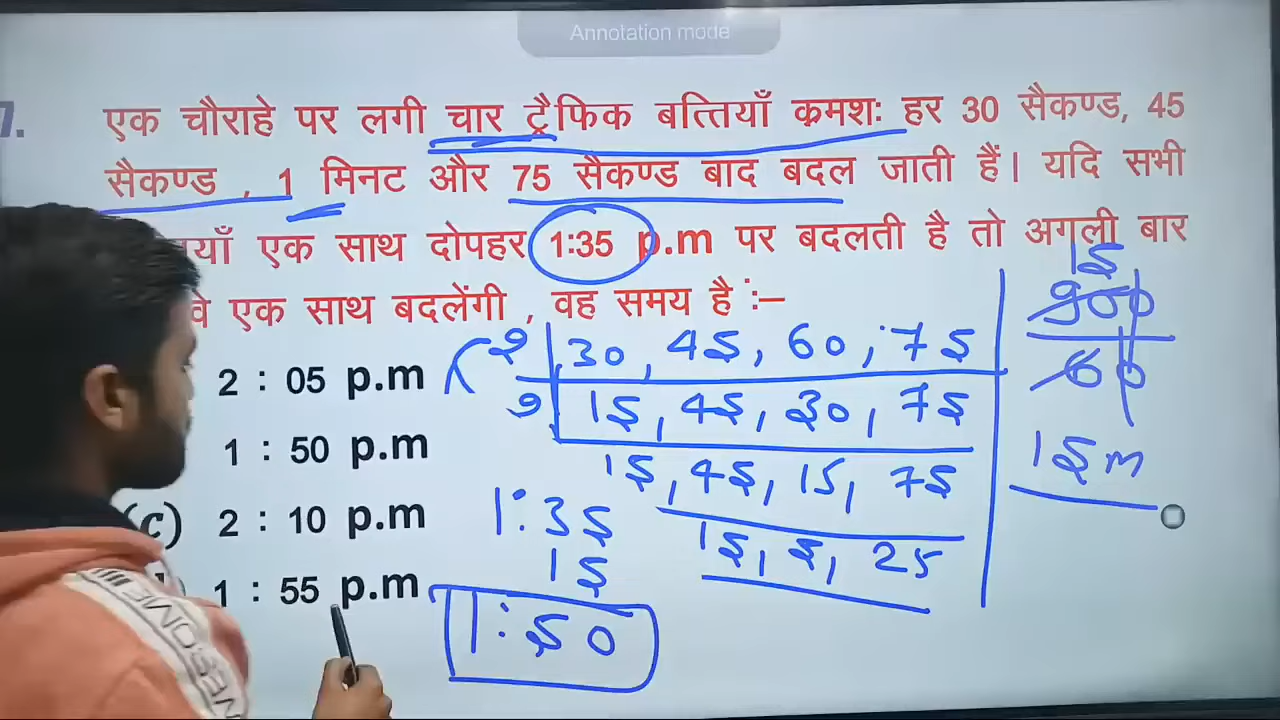 Annotation mode
7.
एक चौराहे पर लगी चार ट्रैफिक बत्तियाँ क्रमशः हर 30 सैकण्ड, 45
सैकण्ड , 1 मिनट और 75 सैकण्ड बाद बदल जाती हैं। यदि सभी
एक साथ दोपहर 1:35 p.m पर बदलती है तो अगली बार
वे एक साथ बदलेंगी , वह समय है :–
2 : 05 p.m
1 : 50 p.m
(c) 2 : 10 p.m
1 : 55 p.m
2 30, 45, 60, 75
15, 45, 30, 75
15, 45, 15, 75
15, 5, 25
1:35
15
1:50
15
900
60
15 m